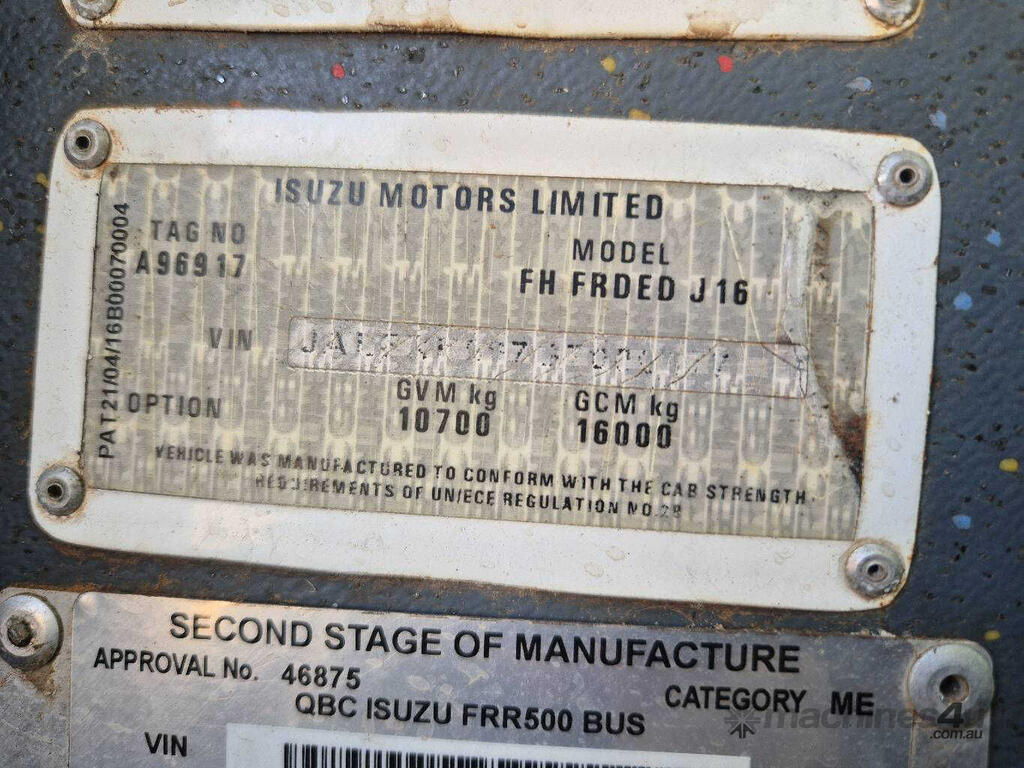 ISUZU MOTORS LIMITED
TAG NO
A96917
MODEL
FH FRDED J16
VIN
OPTION
GVM kg
10700
GCM kg
16000
VEHICLE WAS MANUFACTURED TO CONFORM WITH THE CAB STRENGTH
REQUIREMENTS OF UN/ECE REGULATION NO.29
PAT21/04/16B00070004
SECOND STAGE OF MANUFACTURE
APPROVAL No. 46875
CATEGORY ME
QBC ISUZU FRR500 BUS
VIN
machines4u
.com.au